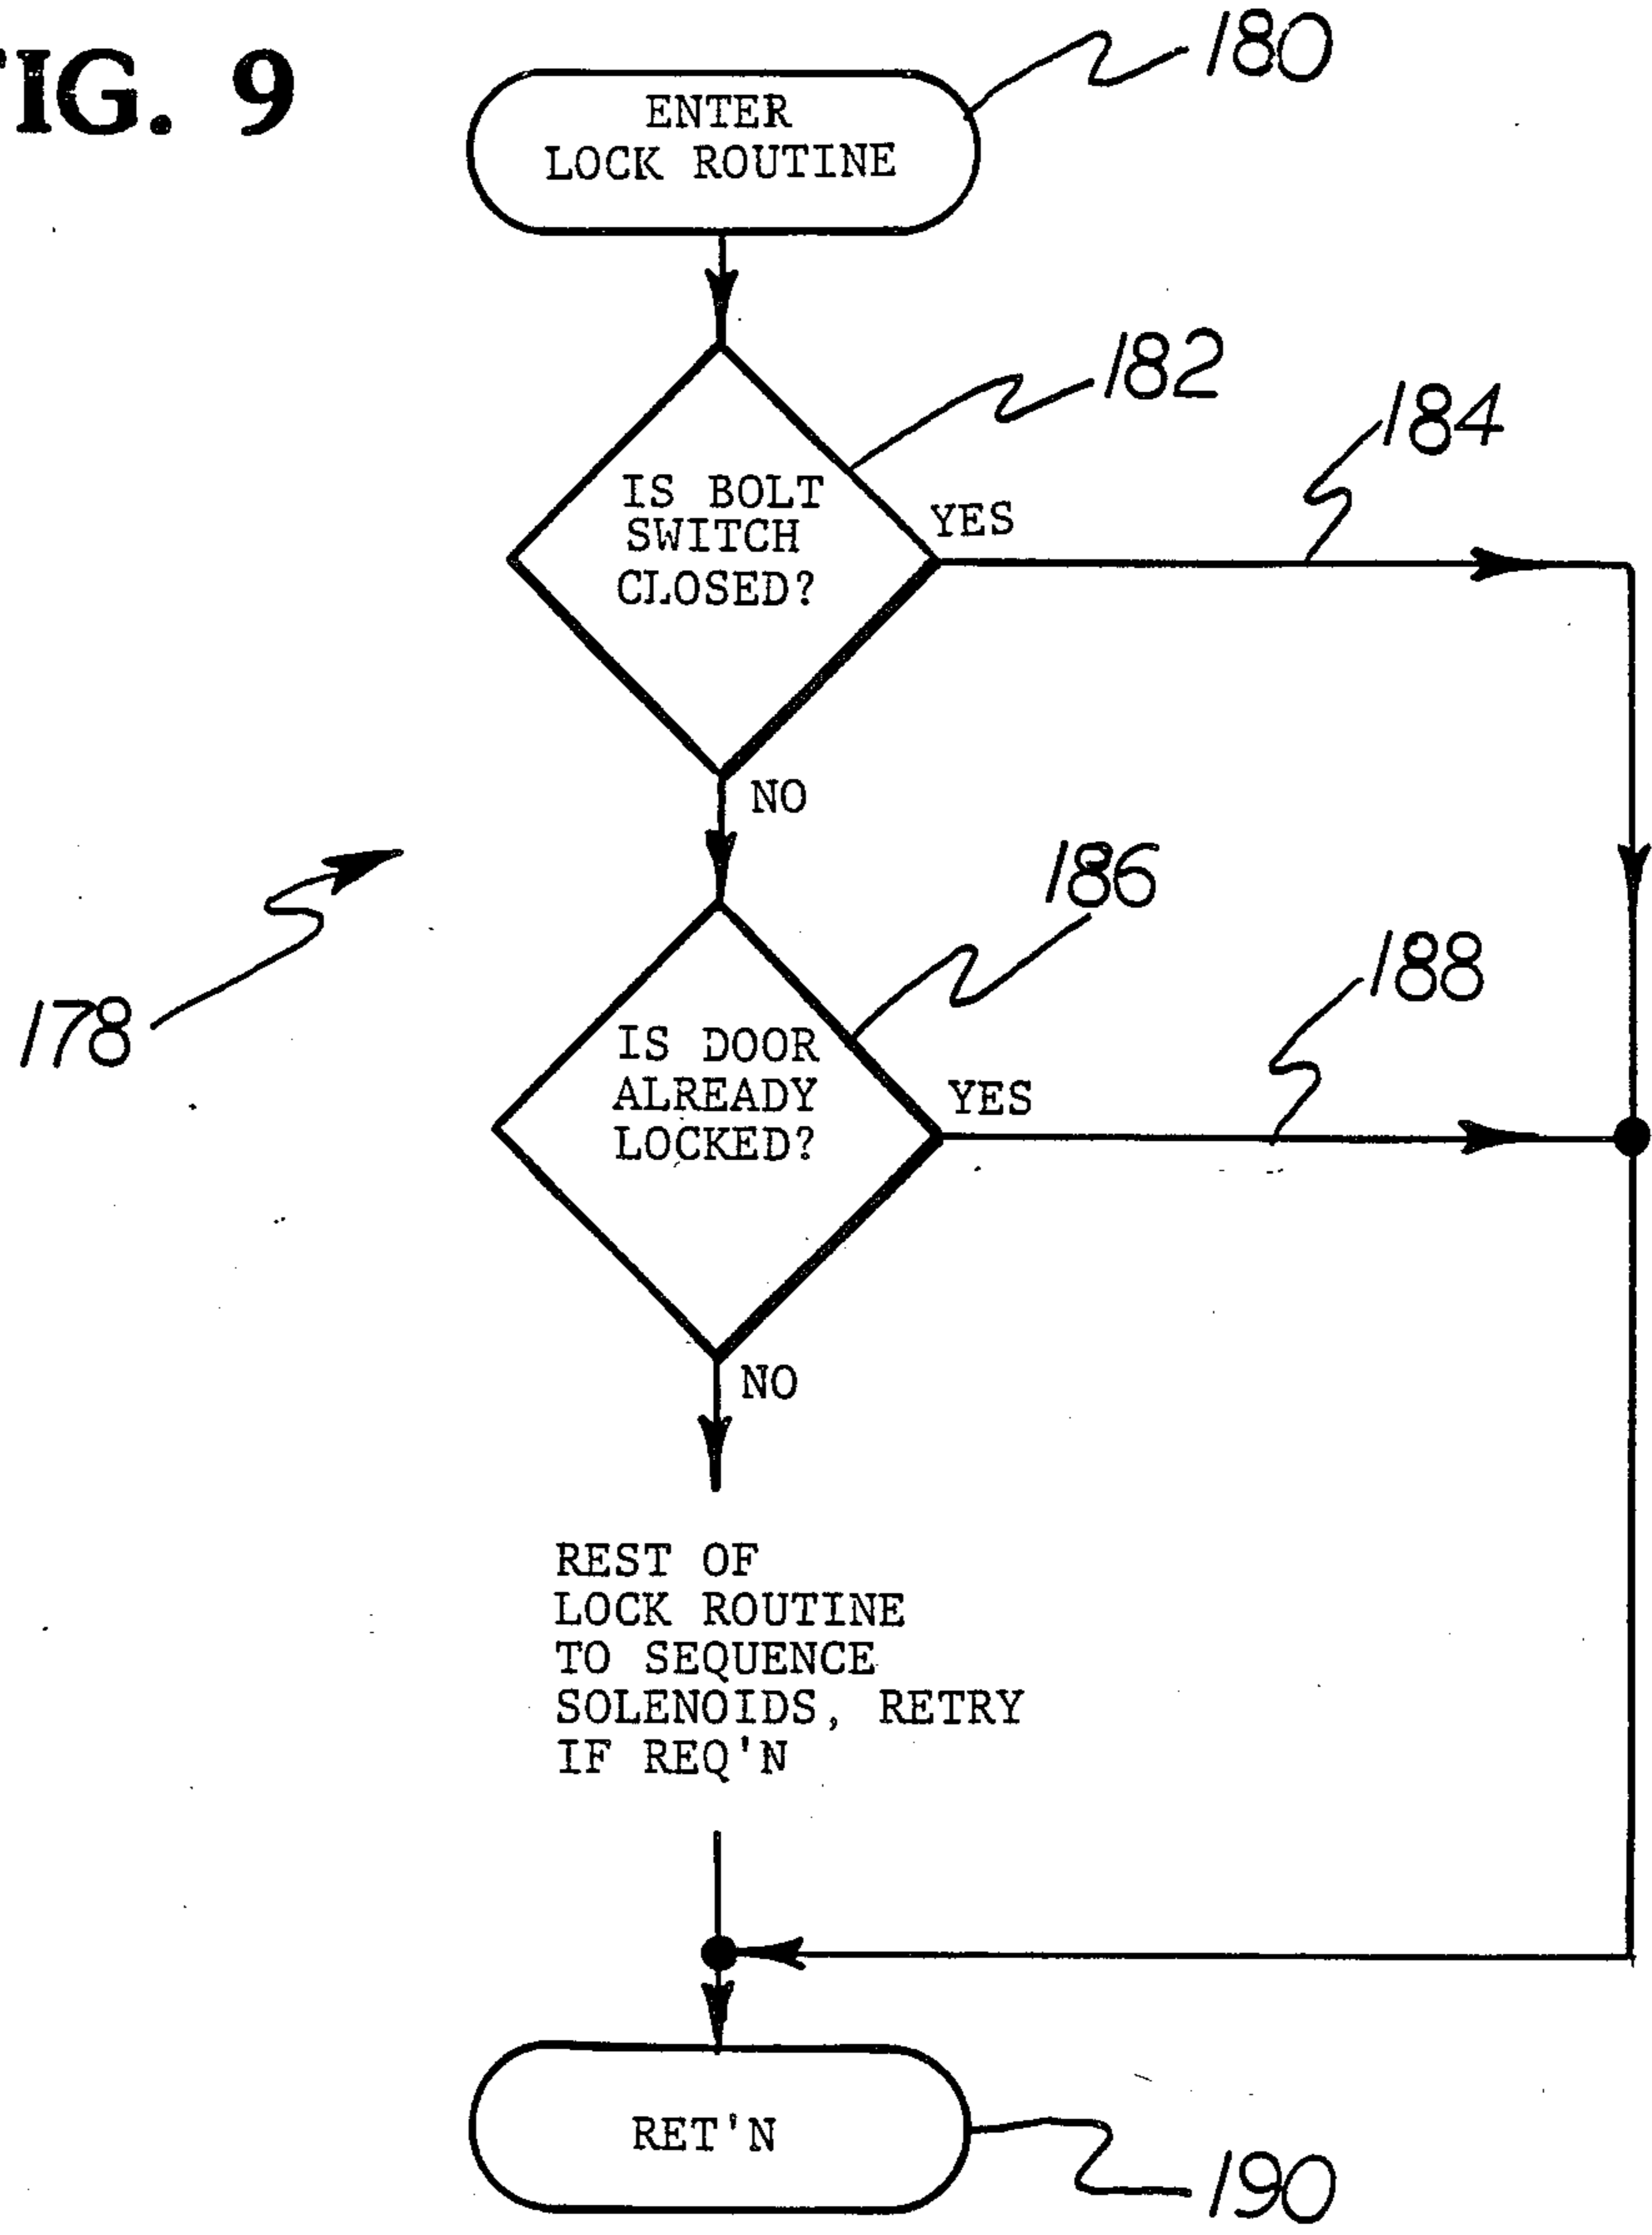 FIG. 9
180
ENTER
LOCK ROUTINE
182
184
IS BOLT
SWITCH
CLOSED?
YES
NO
186
188
178
IS DOOR
ALREADY
LOCKED?
YES
NO
REST OF
LOCK ROUTINE
TO SEQUENCE
SOLENOIDS, RETRY
IF REQ'N
RET'N
190